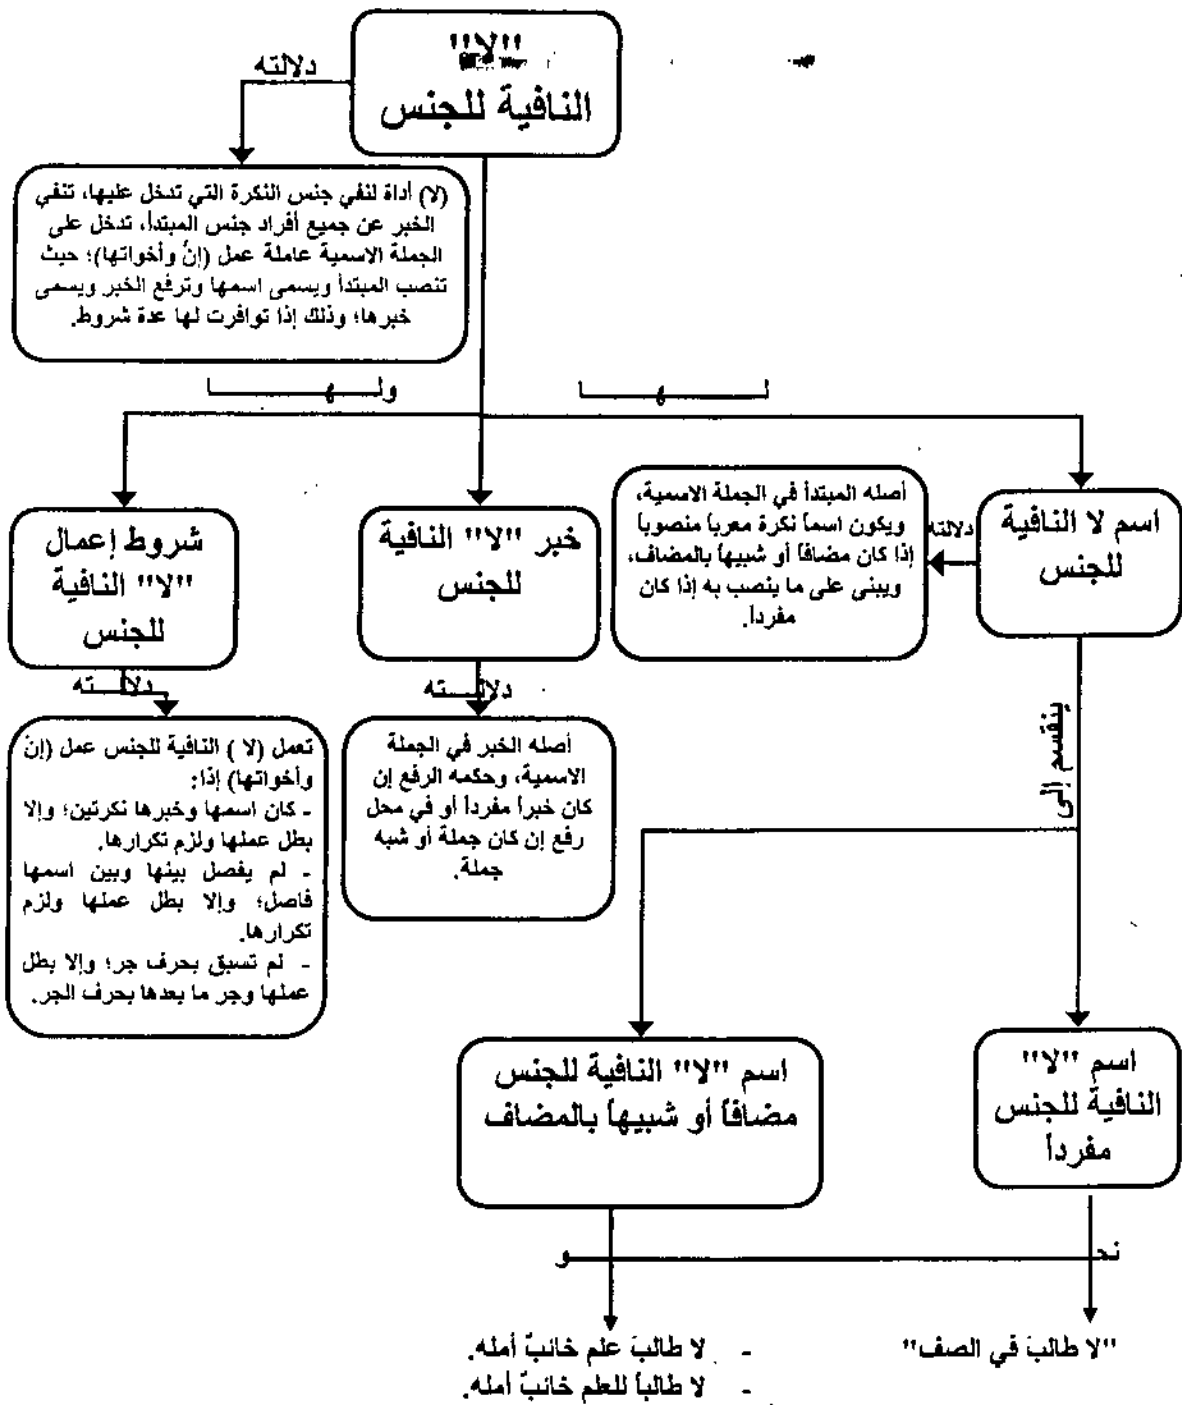 "لا"
النافية للجنس
دلالته
(لا) أداة لنفي جنس النكرة التي تدخل عليها، تنفي
الخبر عن جميع أفراد جنس المبتدأ، تدخل على
الجملة الاسمية عاملة عمل (إنّ وأخواتها)؛ حيث
تنصب المبتدأ ويسمى اسمها وترفع الخبر ويسمى
خبرها؛ وذلك إذا توافرت لها عدة شروط.
لـــهـــا
ولـــهـــا
اسم لا النافية
للجنس
دلالته
أصله المبتدأ في الجملة الاسمية،
ويكون اسماً نكرة معرباً منصوباً
إذا كان مضافاً أو شبيهاً بالمضاف،
ويبنى على ما ينصب به إذا كان
مفرداً.
خبر "لا" النافية
للجنس
دلالـــته
أصله الخبر في الجملة
الاسمية، وحكمه الرفع إن
كان خبراً مفرداً أو في محل
رفع إن كان جملة أو شبه
جملة.
شروط إعمال
"لا" النافية
للجنس
دلالـــته
تعمل (لا ) النافية للجنس عمل (إنّ
وأخواتها) إذا:
- كان اسمها وخبرها نكرتين؛ وإلا
بطل عملها ولزم تكرارها.
- لم يفصل بينها وبين اسمها
فاصل؛ وإلا بطل عملها ولزم
تكرارها.
- لم تسبق بحرف جر؛ وإلا بطل
عملها وجر ما بعدها بحرف الجر.
ينقسم إلى
اسم "لا"
النافية للجنس
مفرداً
اسم "لا" النافية للجنس
مضافاً أو شبيهاً بالمضاف
نحـــو
"لا طالبَ في الصف"
- لا طالبَ علم خائبٌ أمله.
- لا طالباً للعلم خائبٌ أمله.